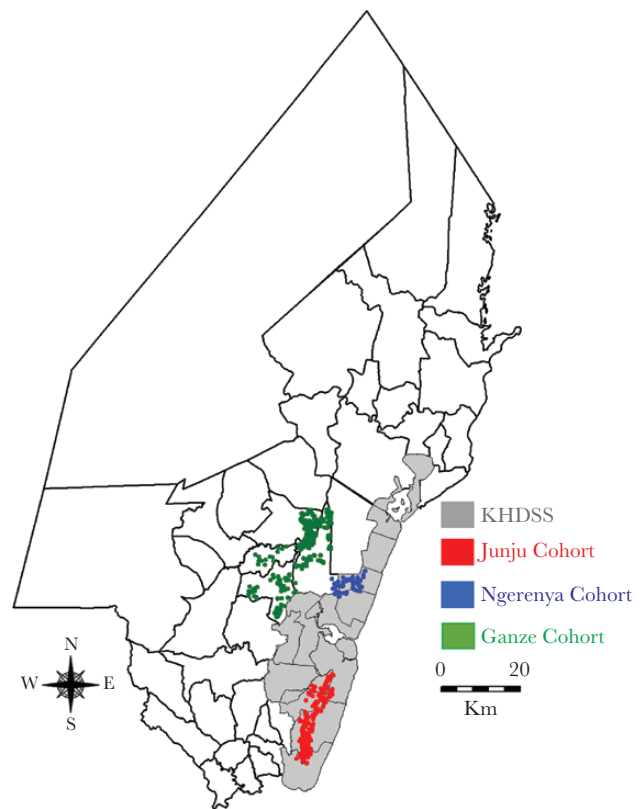 KHDSS
Junju Cohort
Ngerenya Cohort
Ganze Cohort
0 20
Km
N
W E
S